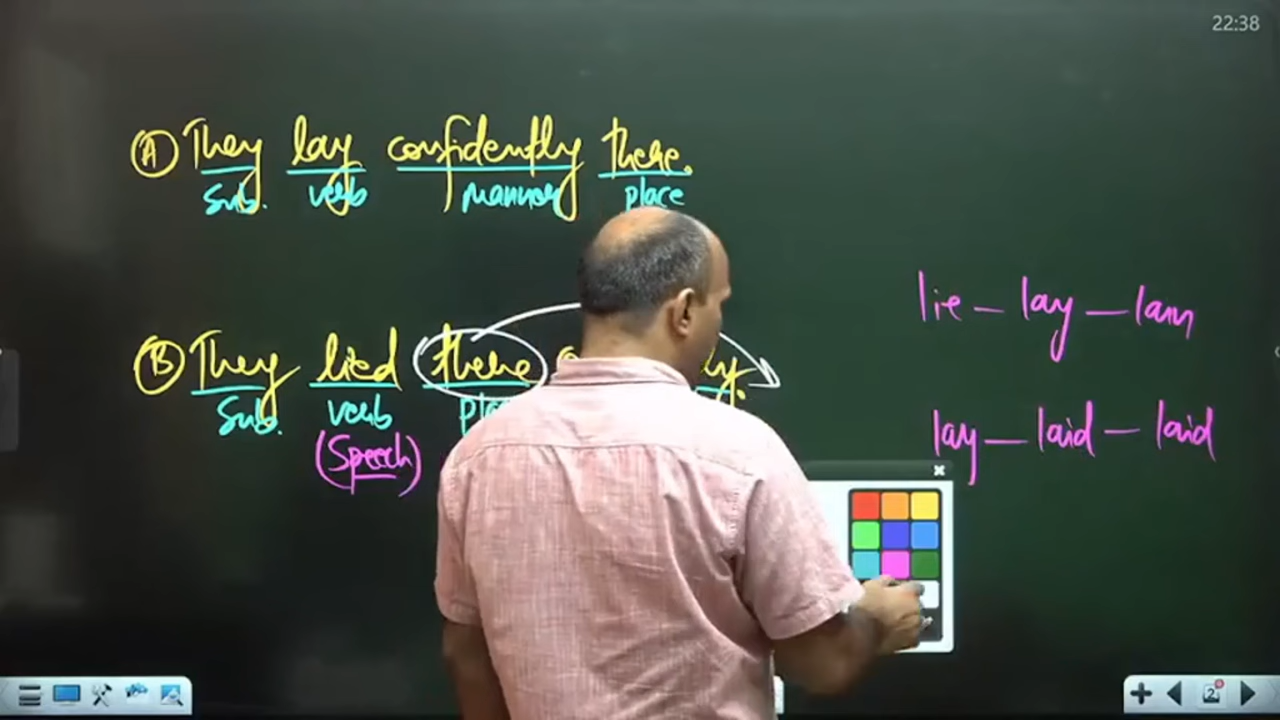 22:38
Ⓐ They lay confidently there.
Sub. verb manner place
lie – lay – lain
Ⓑ They lied there
Sub. verb
(Speech)
lay – laid – laid
2